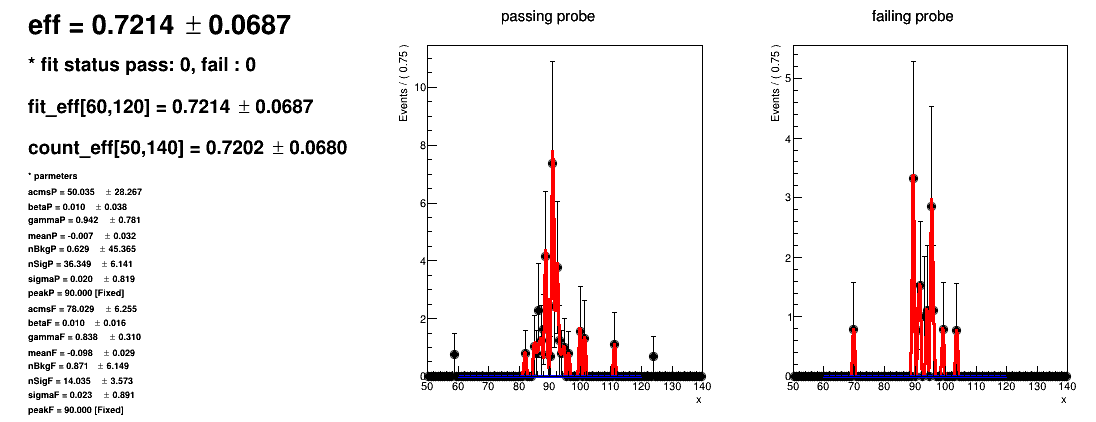 eff = 0.7214 ± 0.0687
* fit status pass: 0, fail : 0
fit_eff[60,120] = 0.7214 ± 0.0687
count_eff[50,140] = 0.7202 ± 0.0680
* parmeters
acmsP = 50.035 ± 28.267
betaP = 0.010 ± 0.038
gammaP = 0.942 ± 0.781
meanP = -0.007 ± 0.032
nBkgP = 0.629 ± 45.365
nSigP = 36.349 ± 6.141
sigmaP = 0.020 ± 0.819
peakP = 90.000 [Fixed]
acmsF = 78.029 ± 6.255
betaF = 0.010 ± 0.016
gammaF = 0.838 ± 0.310
meanF = -0.098 ± 0.029
nBkgF = 0.871 ± 6.149
nSigF = 14.035 ± 3.573
sigmaF = 0.023 ± 0.891
peakF = 90.000 [Fixed]
passing probe
Events / ( 0.75 )
10
8
6
4
2
0
50 60 70 80 90 100 110 120 130 140
x
failing probe
Events / ( 0.75 )
5
4
3
2
1
0
50 60 70 80 90 100 110 120 130 140
x